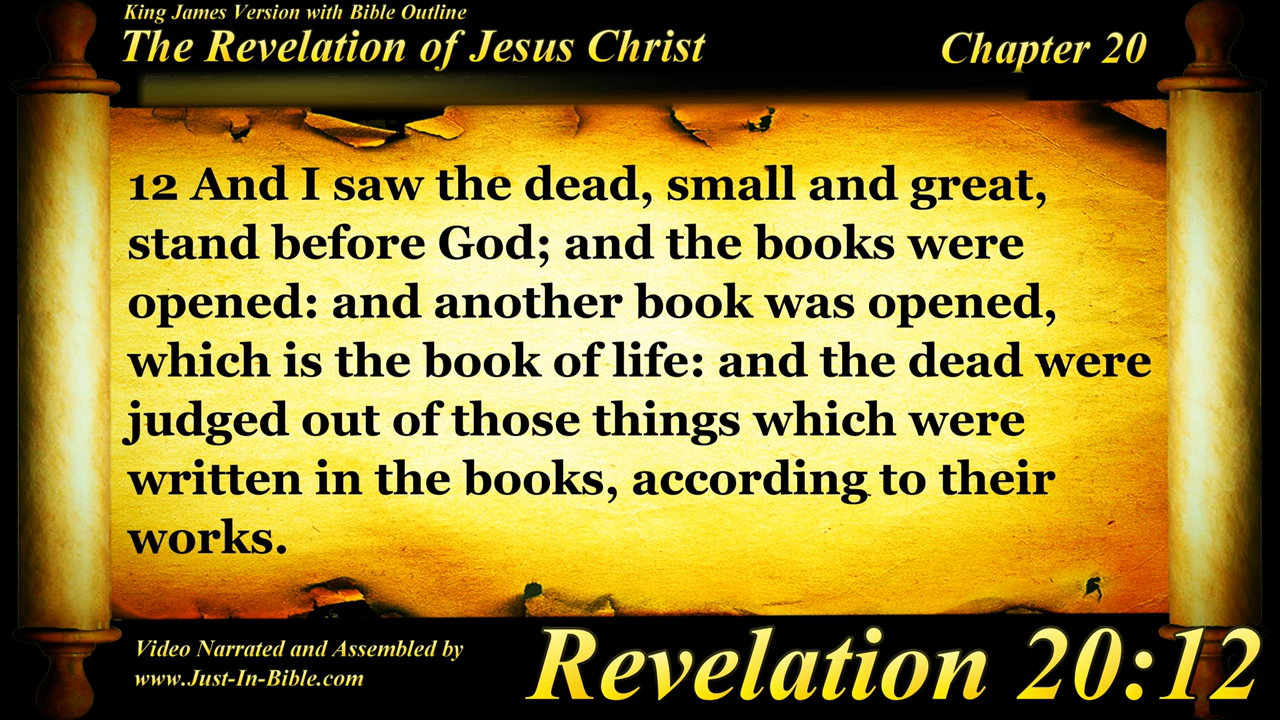 King James Version with Bible Outline
The Revelation of Jesus Christ
Chapter 20
12 And I saw the dead, small and great,
stand before God; and the books were
opened: and another book was opened,
which is the book of life: and the dead were
judged out of those things which were
written in the books, according to their
works.
Video Narrated and Assembled by
www.Just-In-Bible.com
Revelation 20:12